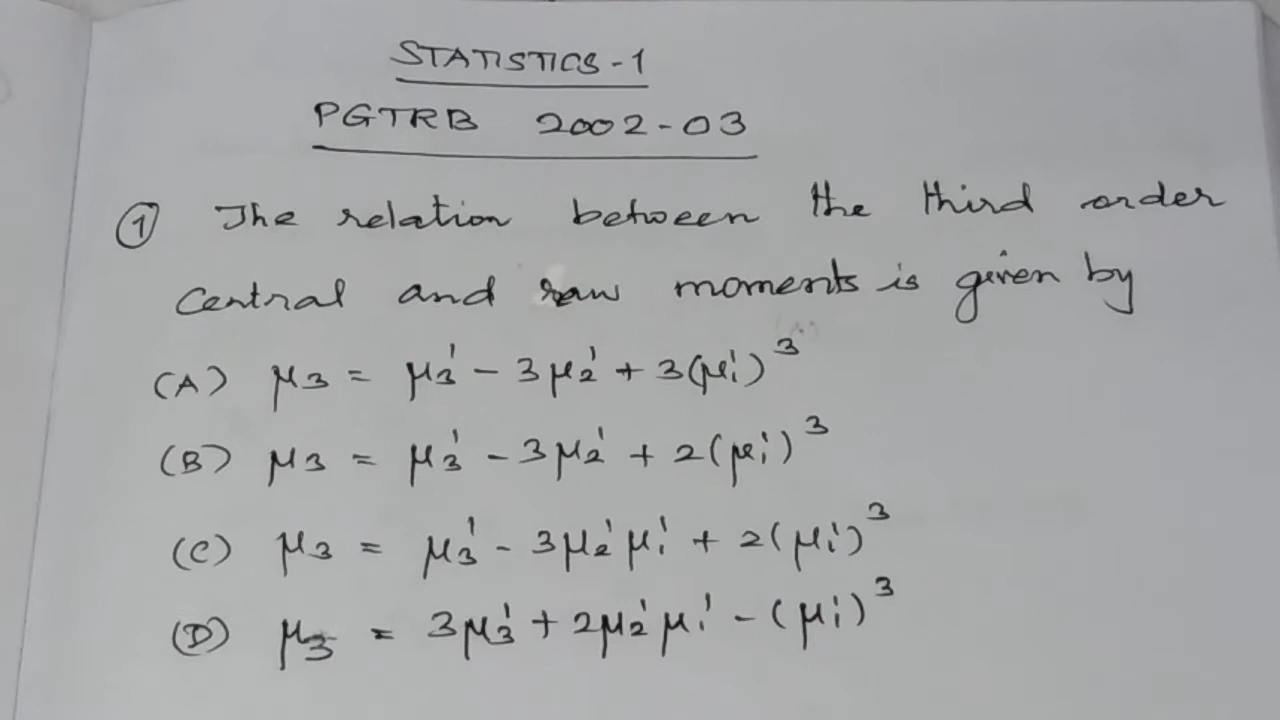 STATISTICS-1
PGTRB 2002-03
① The relation between the third order
Central and raw moments is given by
(A) μ3 = μ3' - 3μ2' + 3(μ1')^3
(B) μ3 = μ3' - 3μ2' + 2(μ1')^3
(C) μ3 = μ3' - 3μ2'μ1' + 2(μ1')^3
(D) μ3 = 3μ3' + 2μ2'μ1' - (μ1')^3